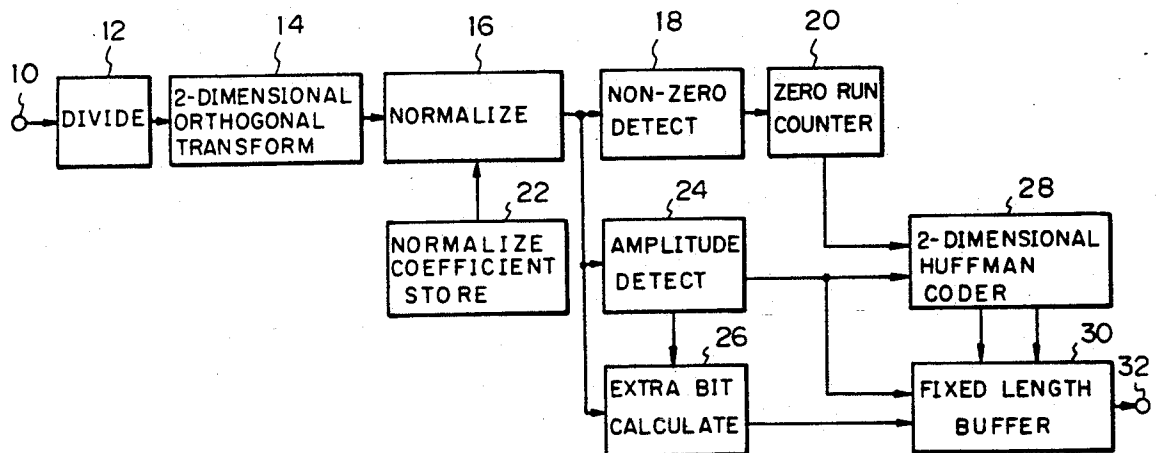 10
12
DIVIDE
14
2-DIMENSIONAL
ORTHOGONAL
TRANSFORM
16
NORMALIZE
18
NON-ZERO
DETECT
20
ZERO RUN
COUNTER
22
NORMALIZE
COEFFICIENT
STORE
24
AMPLITUDE
DETECT
26
EXTRA BIT
CALCULATE
28
2-DIMENSIONAL
HUFFMAN
CODER
30
FIXED LENGTH
BUFFER
32